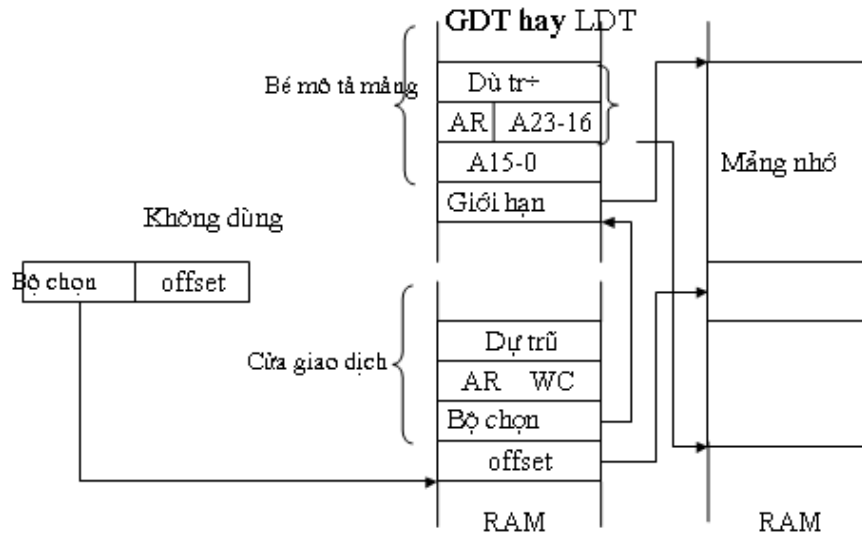 GDT hay LDT
Bé mô tả mảng
Dù tr÷
AR A23-16
A15-0
Mảng nhớ
Giới hạn
Không dùng
Bộ chọn offset
Dự trữ
Cửa giao dịch
AR WC
Bộ chọn
offset
RAM RAM